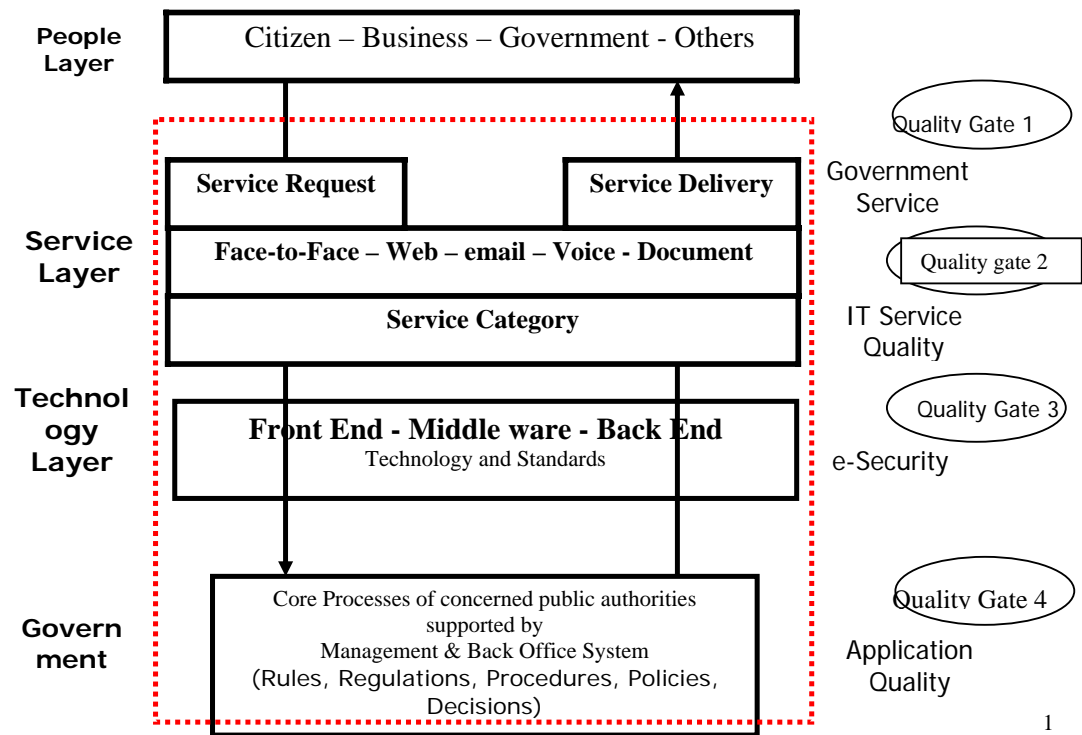 People
Layer
Citizen – Business – Government - Others
Quality Gate 1
Service Request
Service Delivery
Government
Service
Service
Layer
Face-to-Face – Web – email – Voice - Document
Quality gate 2
Service Category
IT Service
Quality
Technol
ogy
Layer
Front End - Middle ware - Back End
Technology and Standards
Quality Gate 3
e-Security
Govern
ment
Core Processes of concerned public authorities
supported by
Management & Back Office System
(Rules, Regulations, Procedures, Policies,
Decisions)
Quality Gate 4
Application
Quality
1